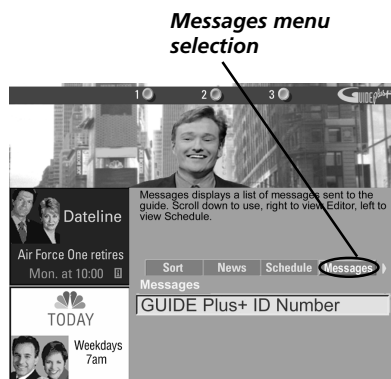 Messages menu
selection
1 2 3 GUIDE Plus+
Messages displays a list of messages sent to the
guide. Scroll down to use, right to view Editor, left to
view Schedule.
Dateline
Air Force One retires
Mon. at 10:00
Sort News Schedule Messages
Messages
GUIDE Plus+ ID Number
TODAY
Weekdays
7am